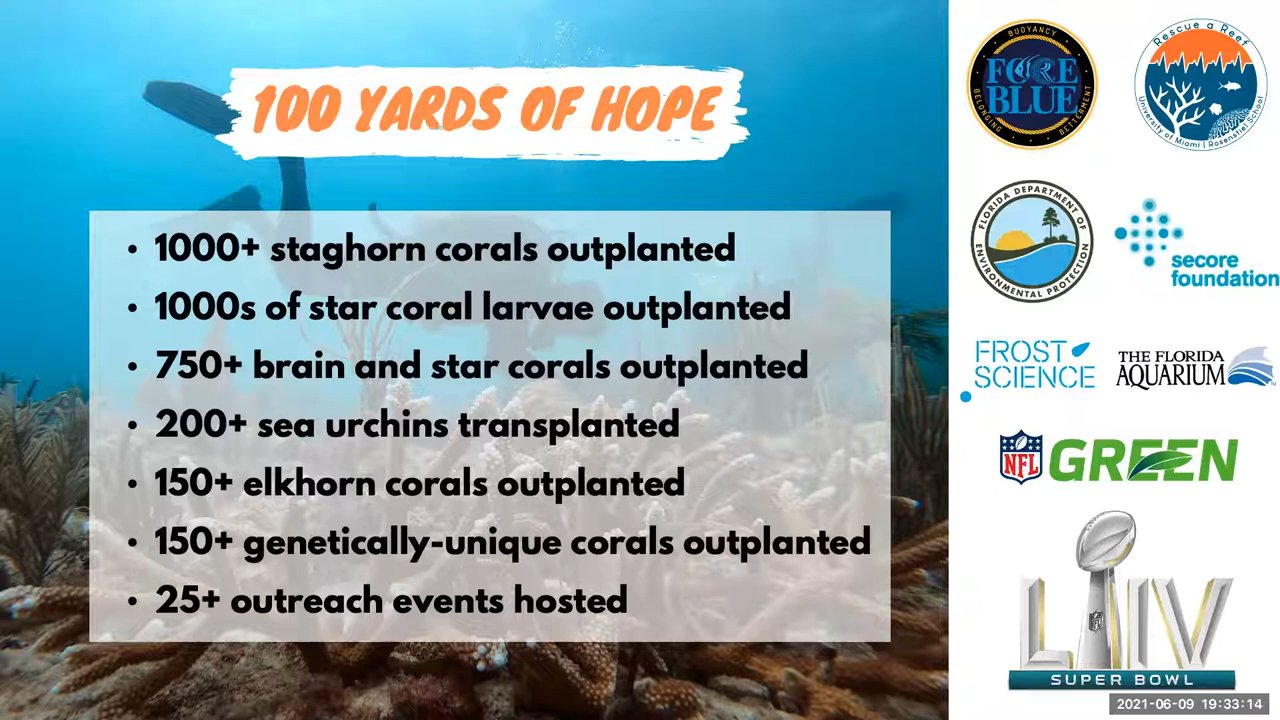 100 YARDS OF HOPE
• 1000+ staghorn corals outplanted
• 1000s of star coral larvae outplanted
• 750+ brain and star corals outplanted
• 200+ sea urchins transplanted
• 150+ elkhorn corals outplanted
• 150+ genetically-unique corals outplanted
• 25+ outreach events hosted
BUOYANCY
FORE
BLUE
BELONGING
BETTERMENT
Rescue a Reef
University of Miami | Rosenstiel School
FLORIDA DEPARTMENT OF
ENVIRONMENTAL PROTECTION
secore
foundation
FROST
SCIENCE
THE FLORIDA
AQUARIUM
NFL GREEN
LIV
NFL
SUPER BOWL
2021-06-09 19:33:14